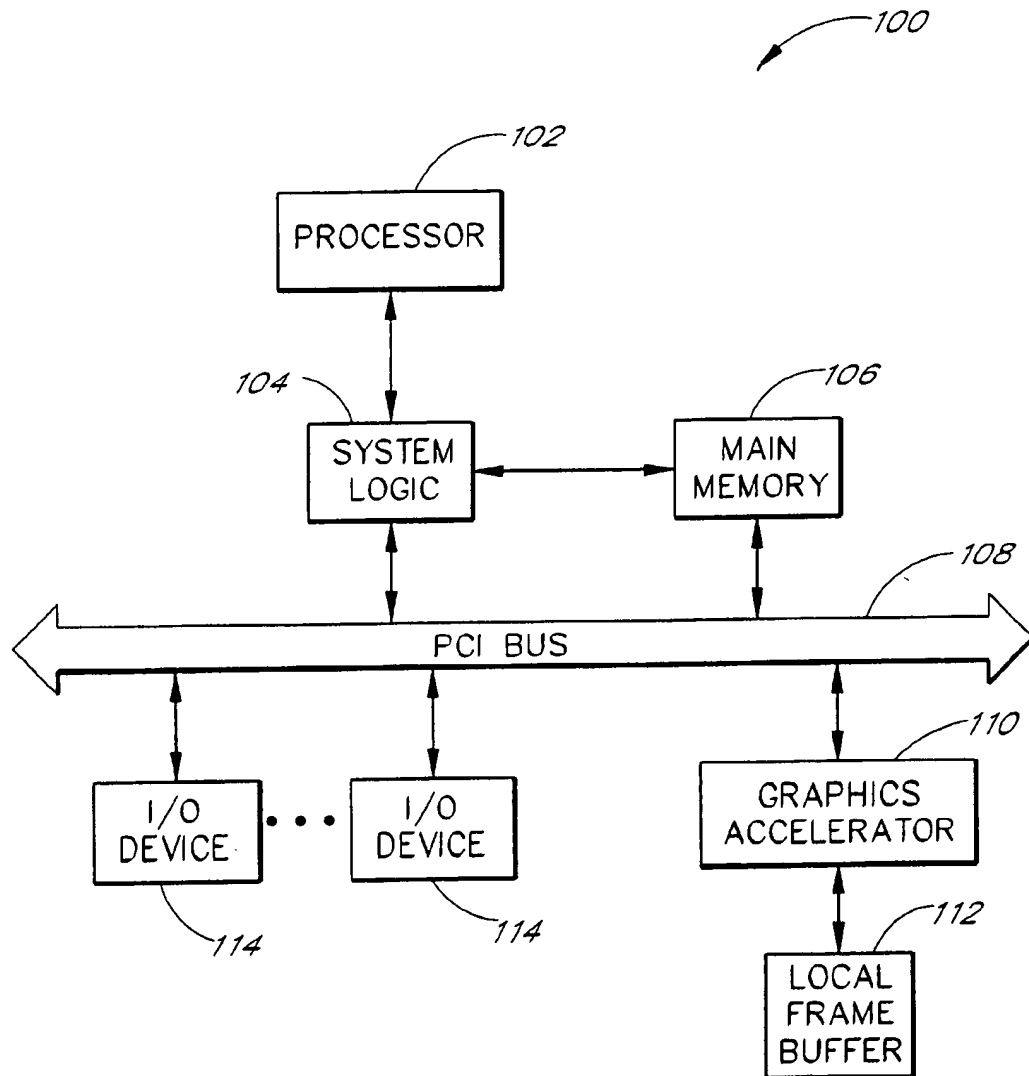 100
102
PROCESSOR
104
SYSTEM
LOGIC
106
MAIN
MEMORY
108
PCI BUS
110
I/O
DEVICE
I/O
DEVICE
GRAPHICS
ACCELERATOR
114
114
112
LOCAL
FRAME
BUFFER